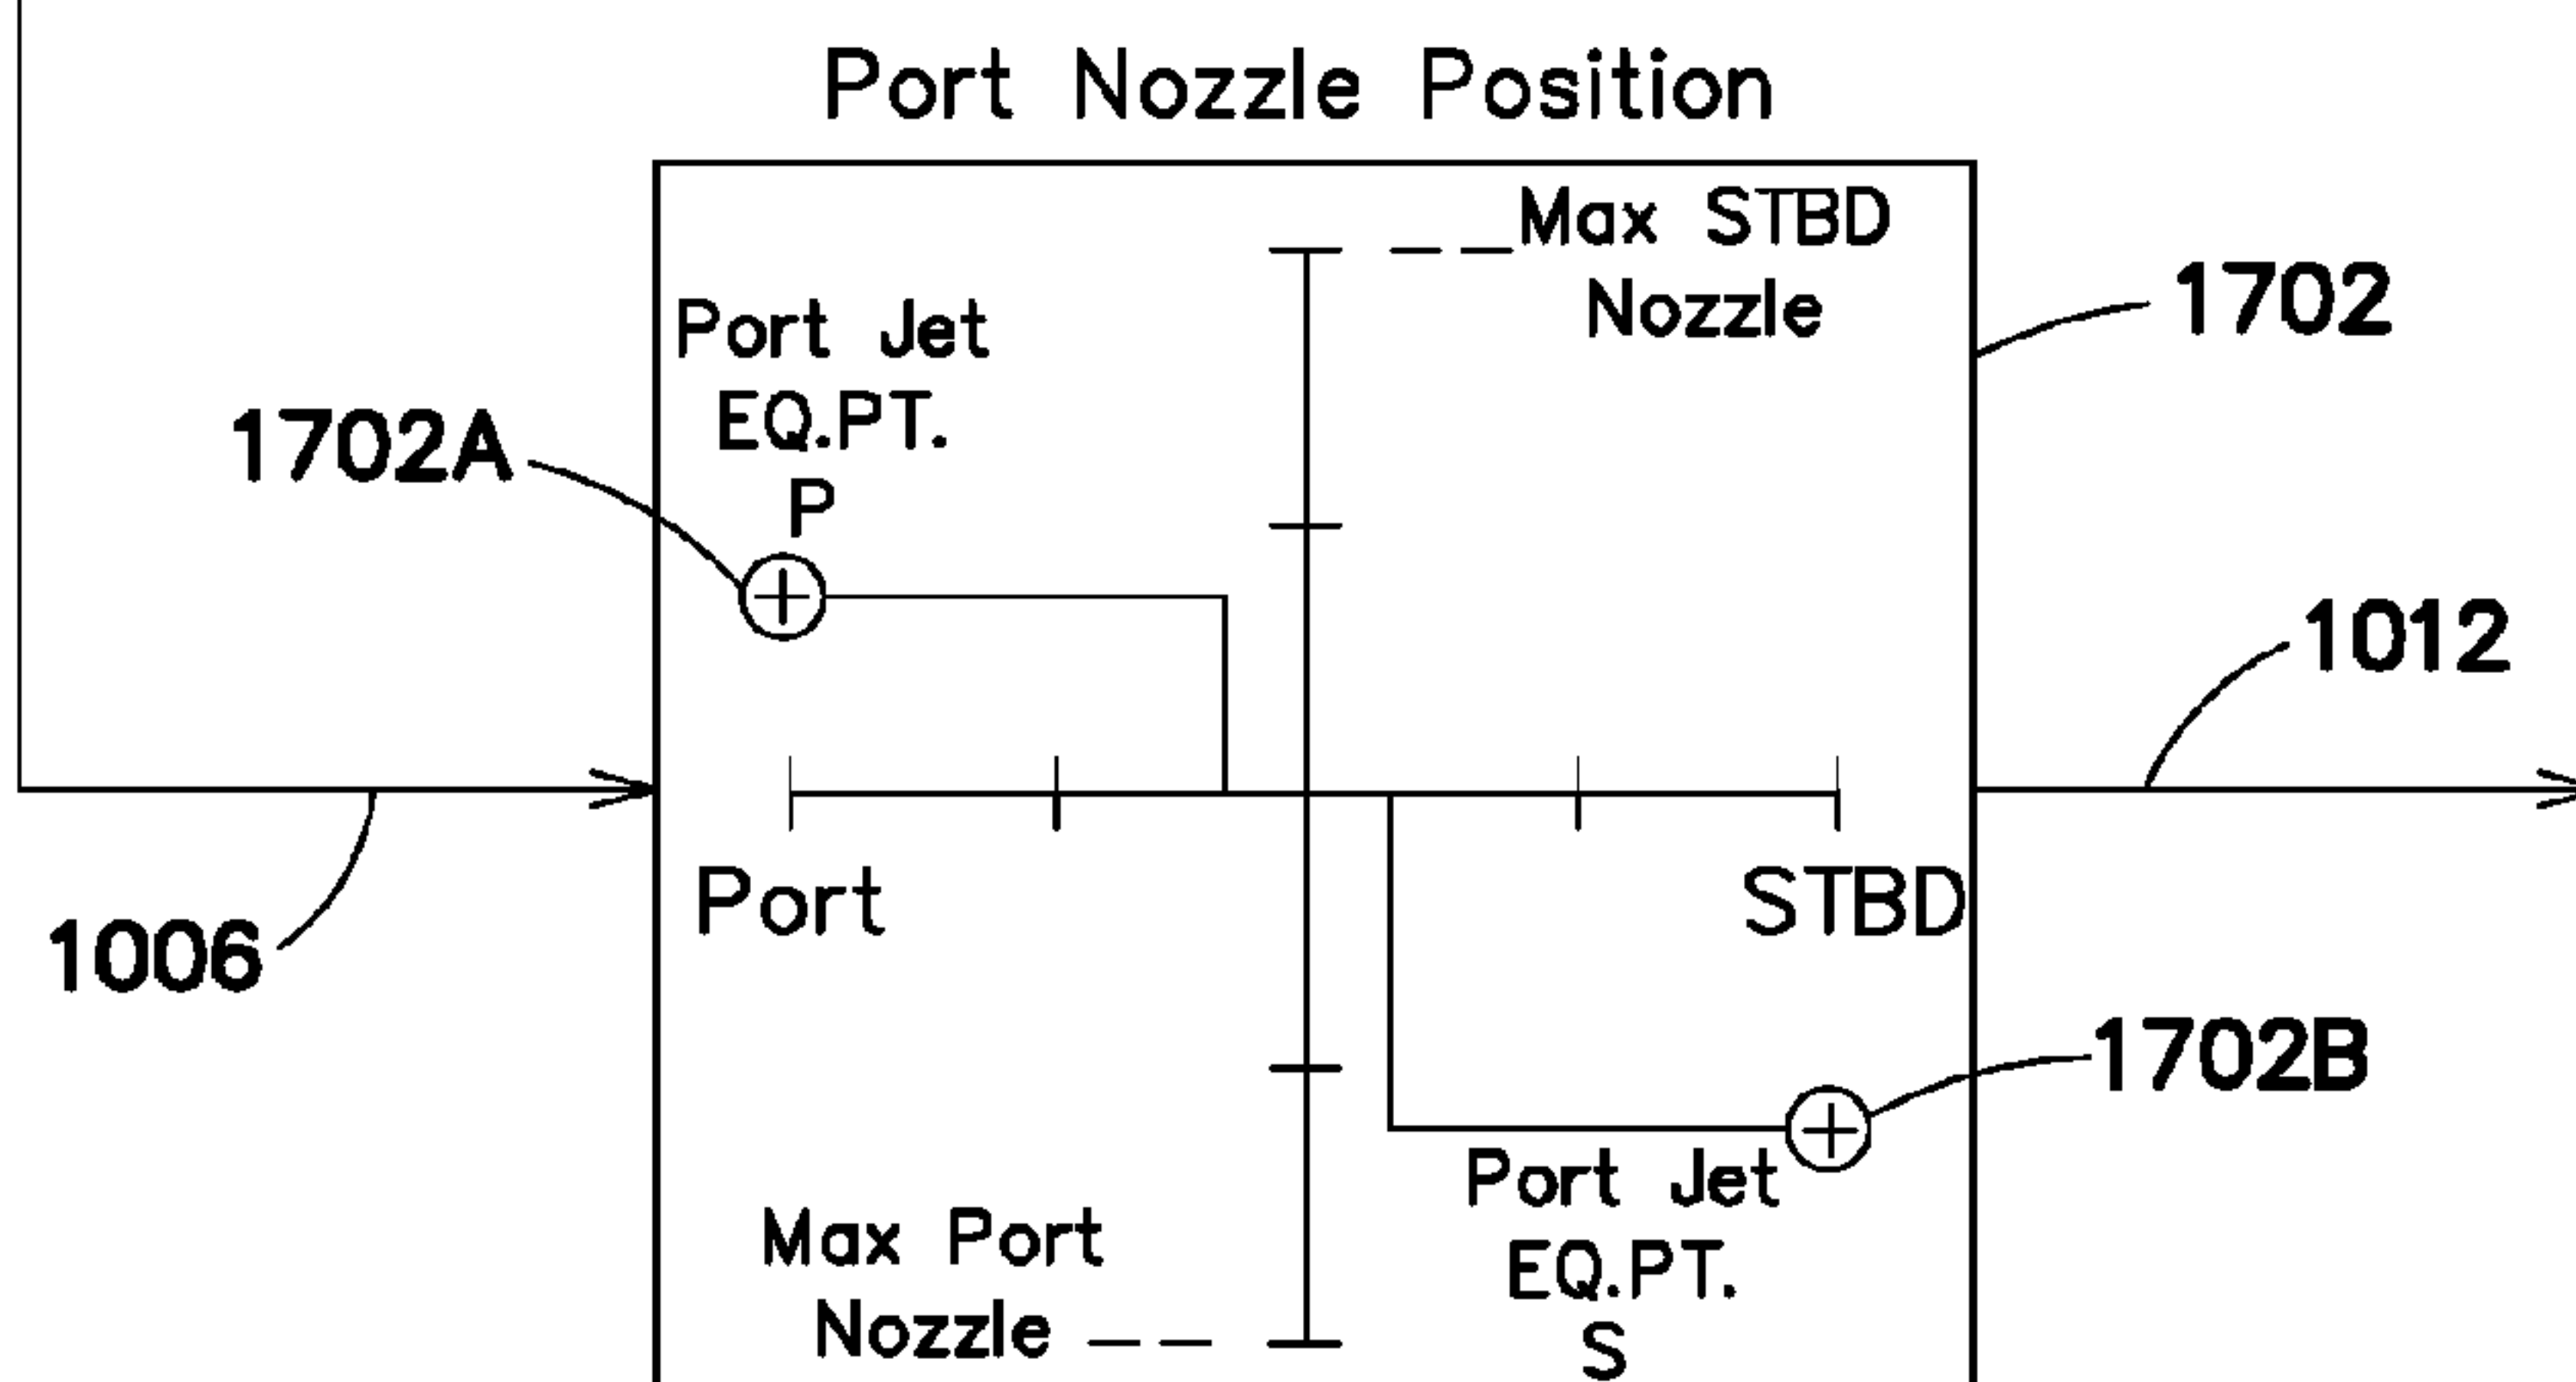 Port Nozzle Position
Max STBD
Nozzle
1702
Port Jet
EQ.PT.
P
1702A
1012
Port
STBD
1006
1702B
Port Jet
EQ.PT.
S
Max Port
Nozzle